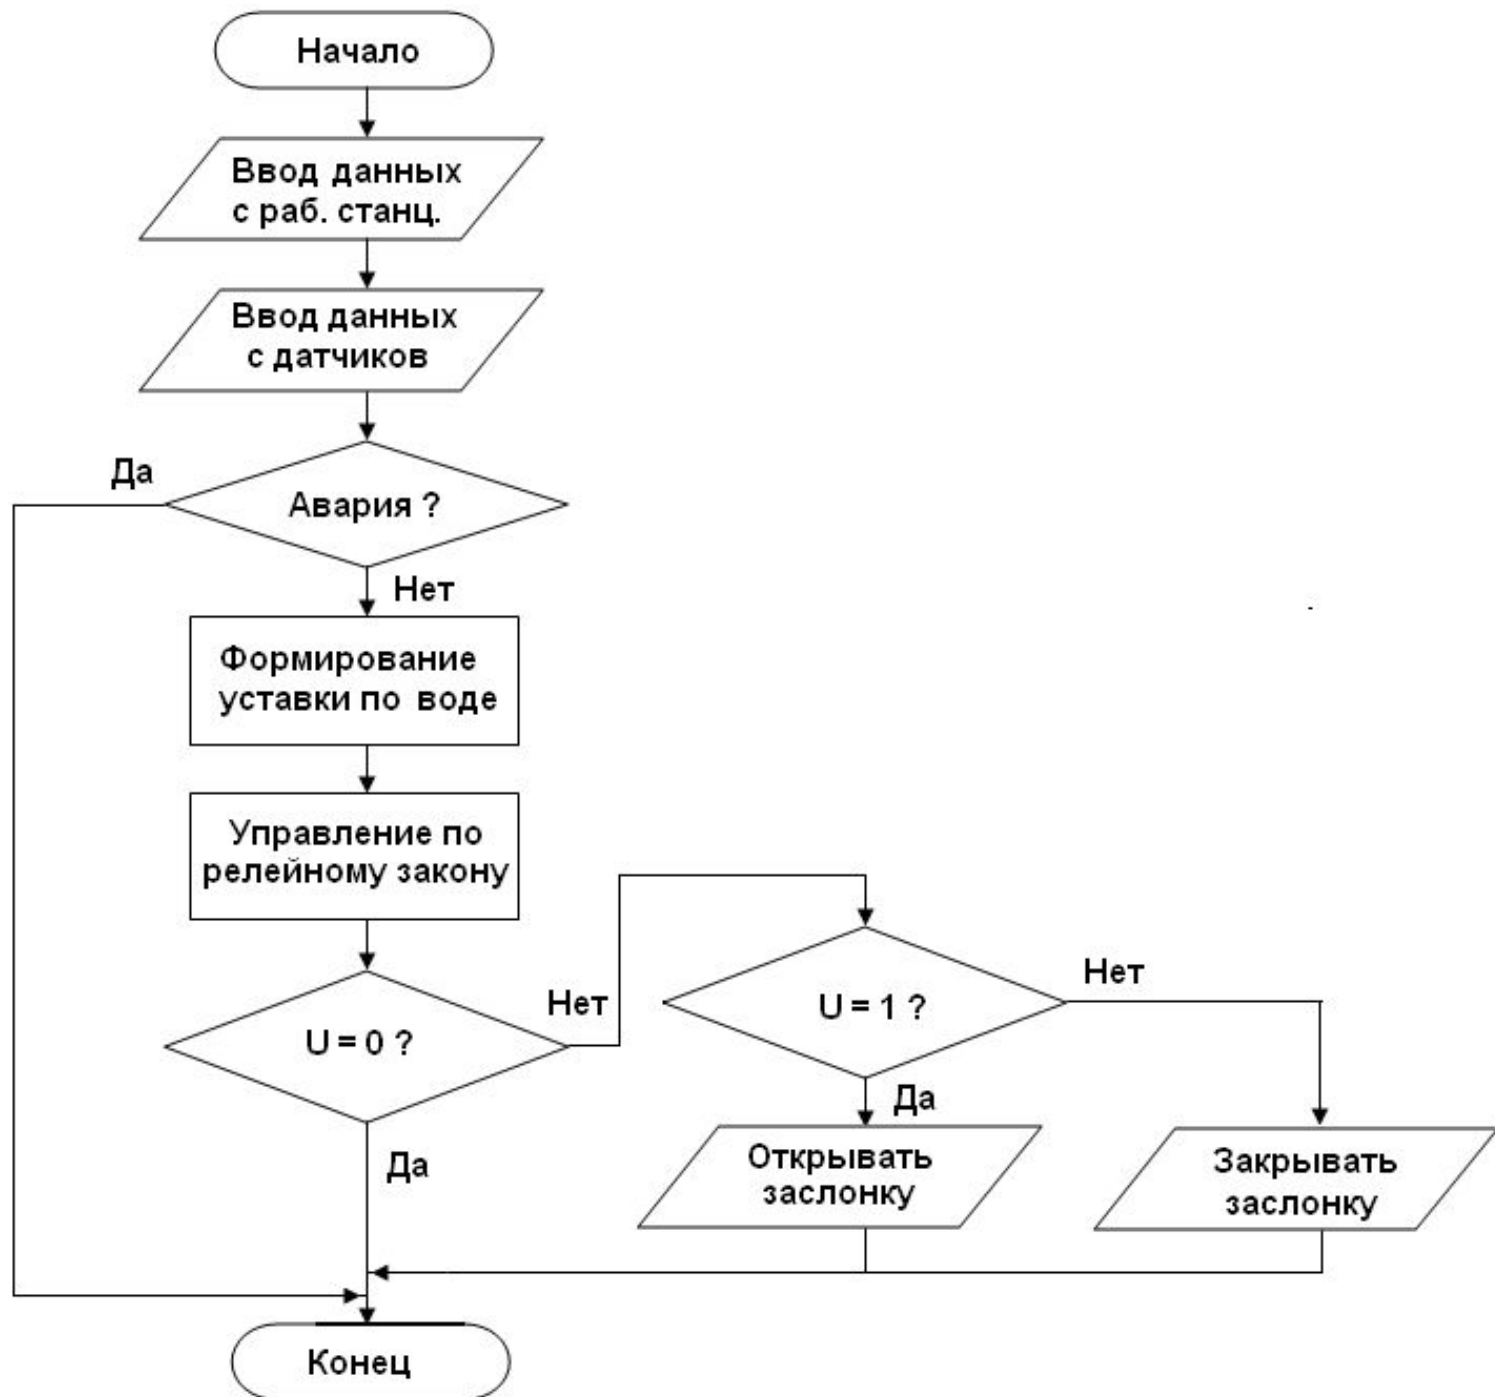 Начало
Ввод данных
с раб. станц.
Ввод данных
с датчиков
Да
Авария ?
Нет
Формирование
уставки по воде
Управление по
релейному закону
U = 0 ?
Нет
Да
U = 1 ?
Нет
Да
Открывать
заслонку
Закрывать
заслонку
Конец